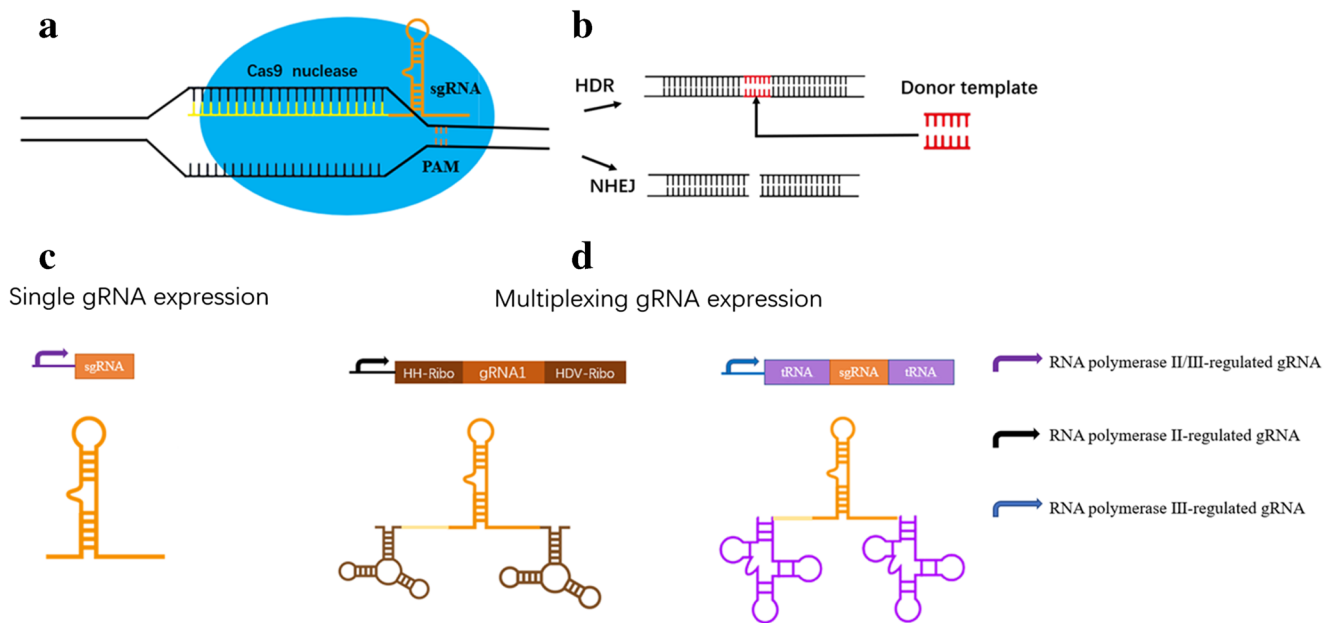 a
Cas9 nuclease
sgRNA
PAM
b
HDR
Donor template
NHEJ
c
Single gRNA expression
sgRNA
d
Multiplexing gRNA expression
HH-Ribo gRNA1 HDV-Ribo
tRNA sgRNA tRNA
RNA polymerase II/III-regulated gRNA
RNA polymerase II-regulated gRNA
RNA polymerase III-regulated gRNA